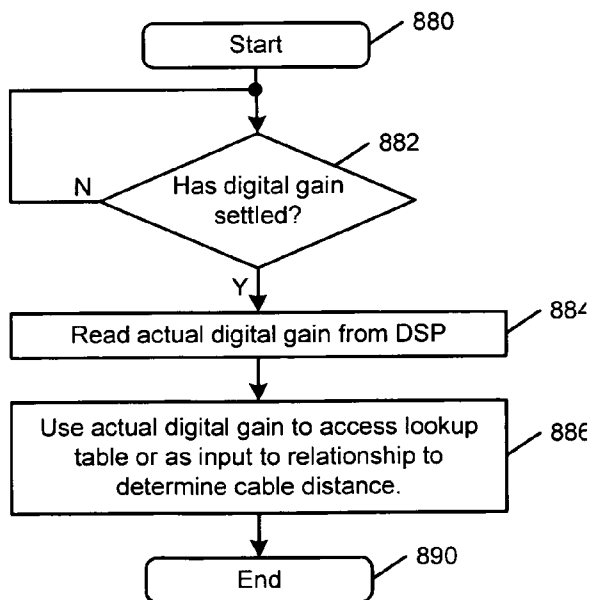 880
Start
882
Has digital gain
settled?
N
Y
884
Read actual digital gain from DSP
886
Use actual digital gain to access lookup
table or as input to relationship to
determine cable distance.
890
End